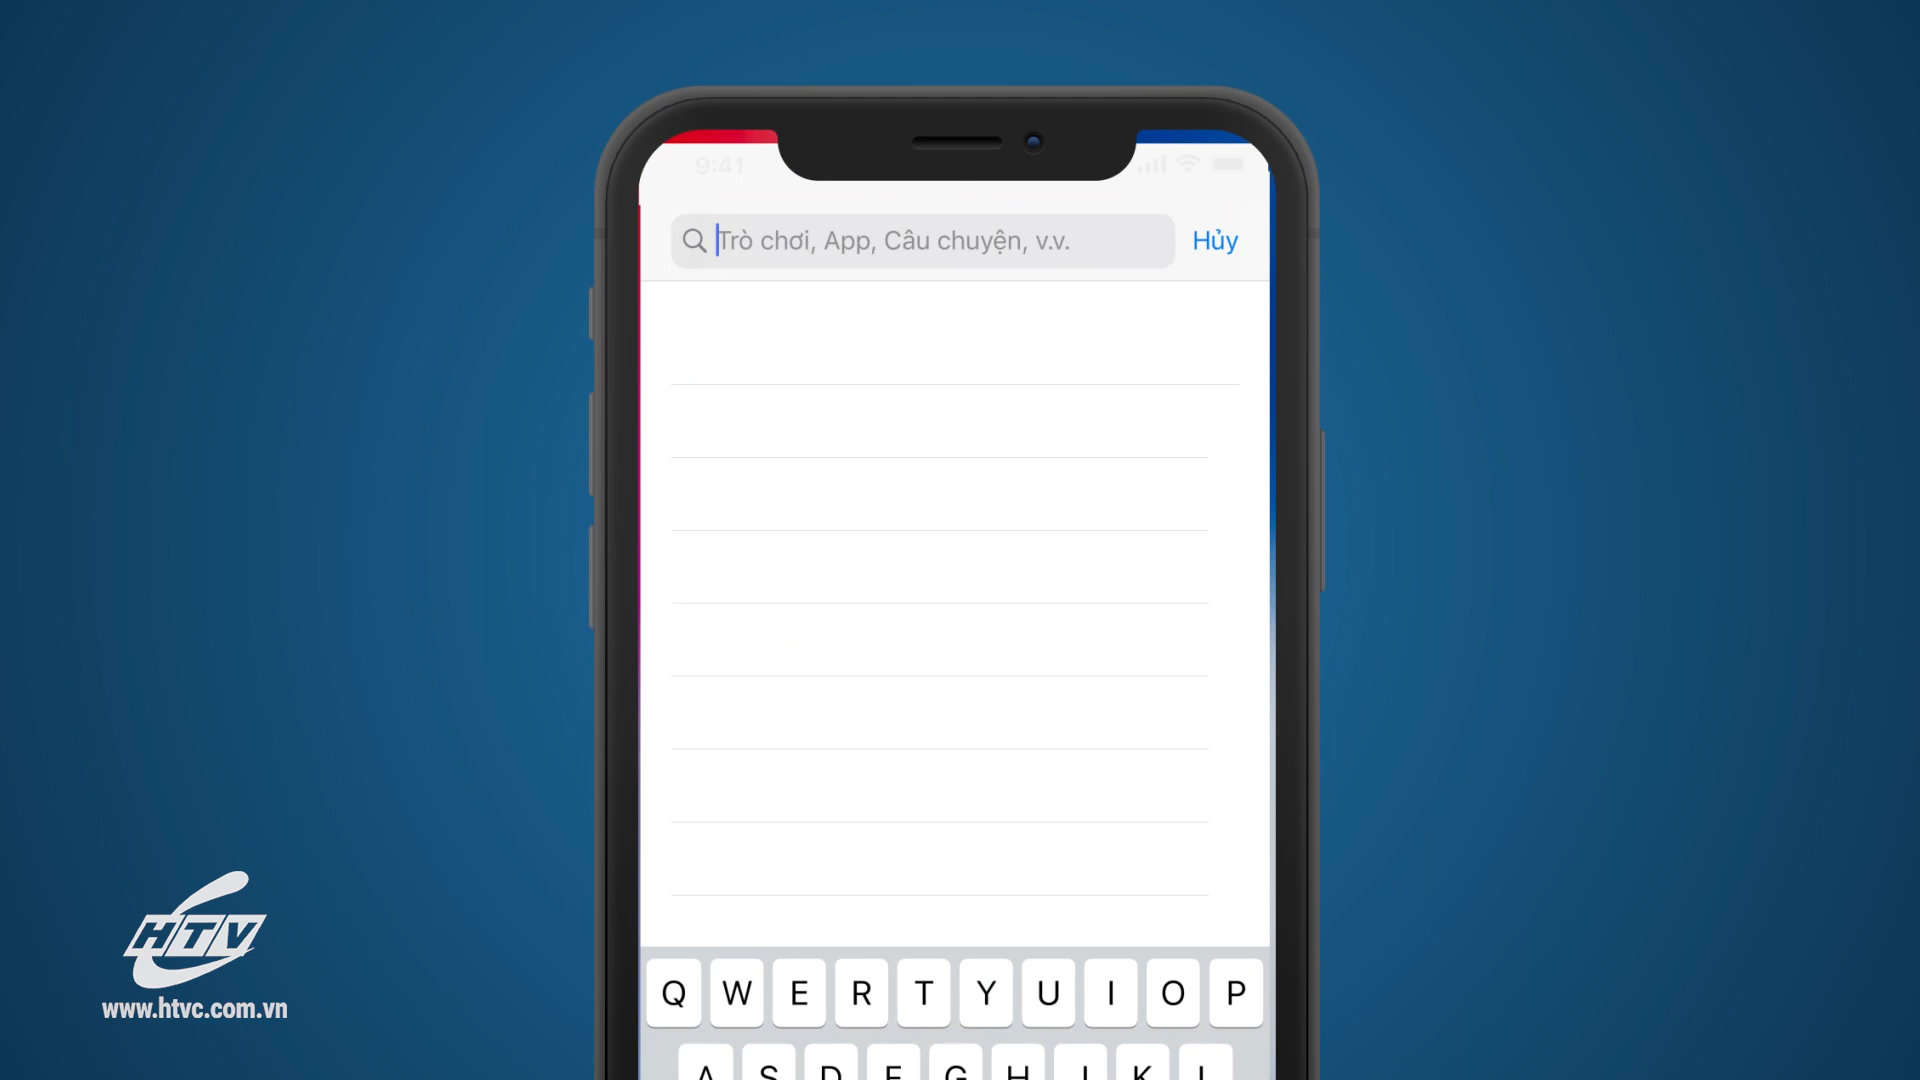 9:41
Trò chơi, App, Câu chuyện, v.v.
Hủy
Q W E R T Y U I O P
A S D F G H J K L
HTV
www.htvc.com.vn